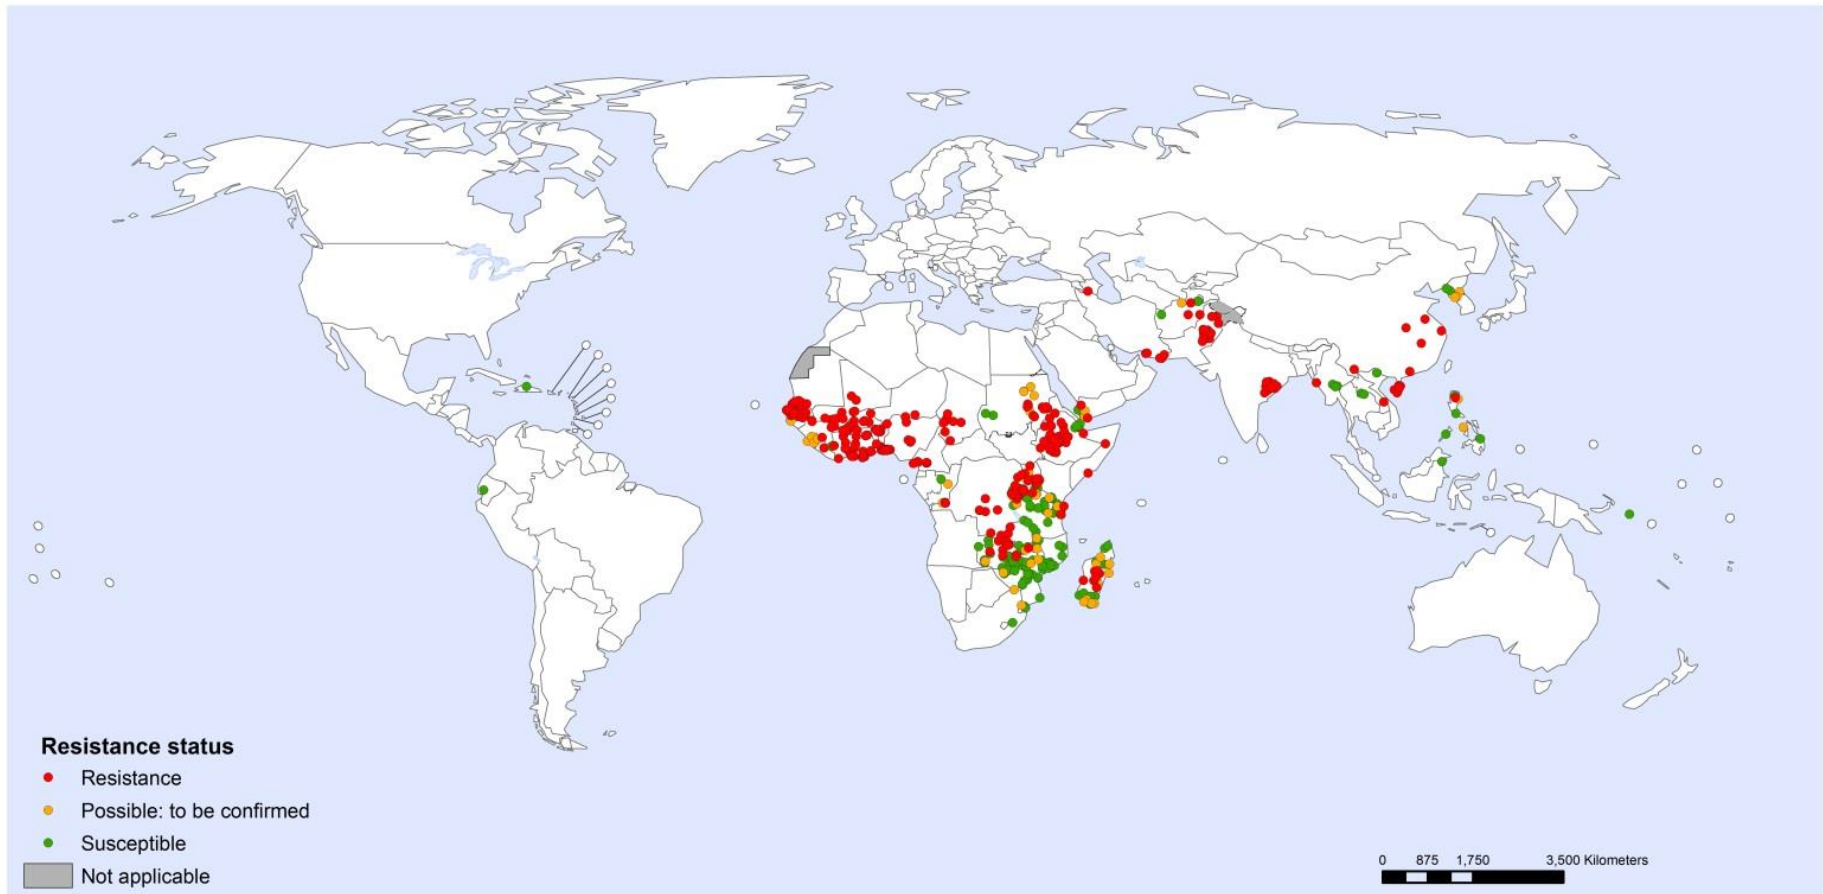 Resistance status
Resistance
Possible: to be confirmed
Susceptible
Not applicable
0 875 1,750 3,500 Kilometers